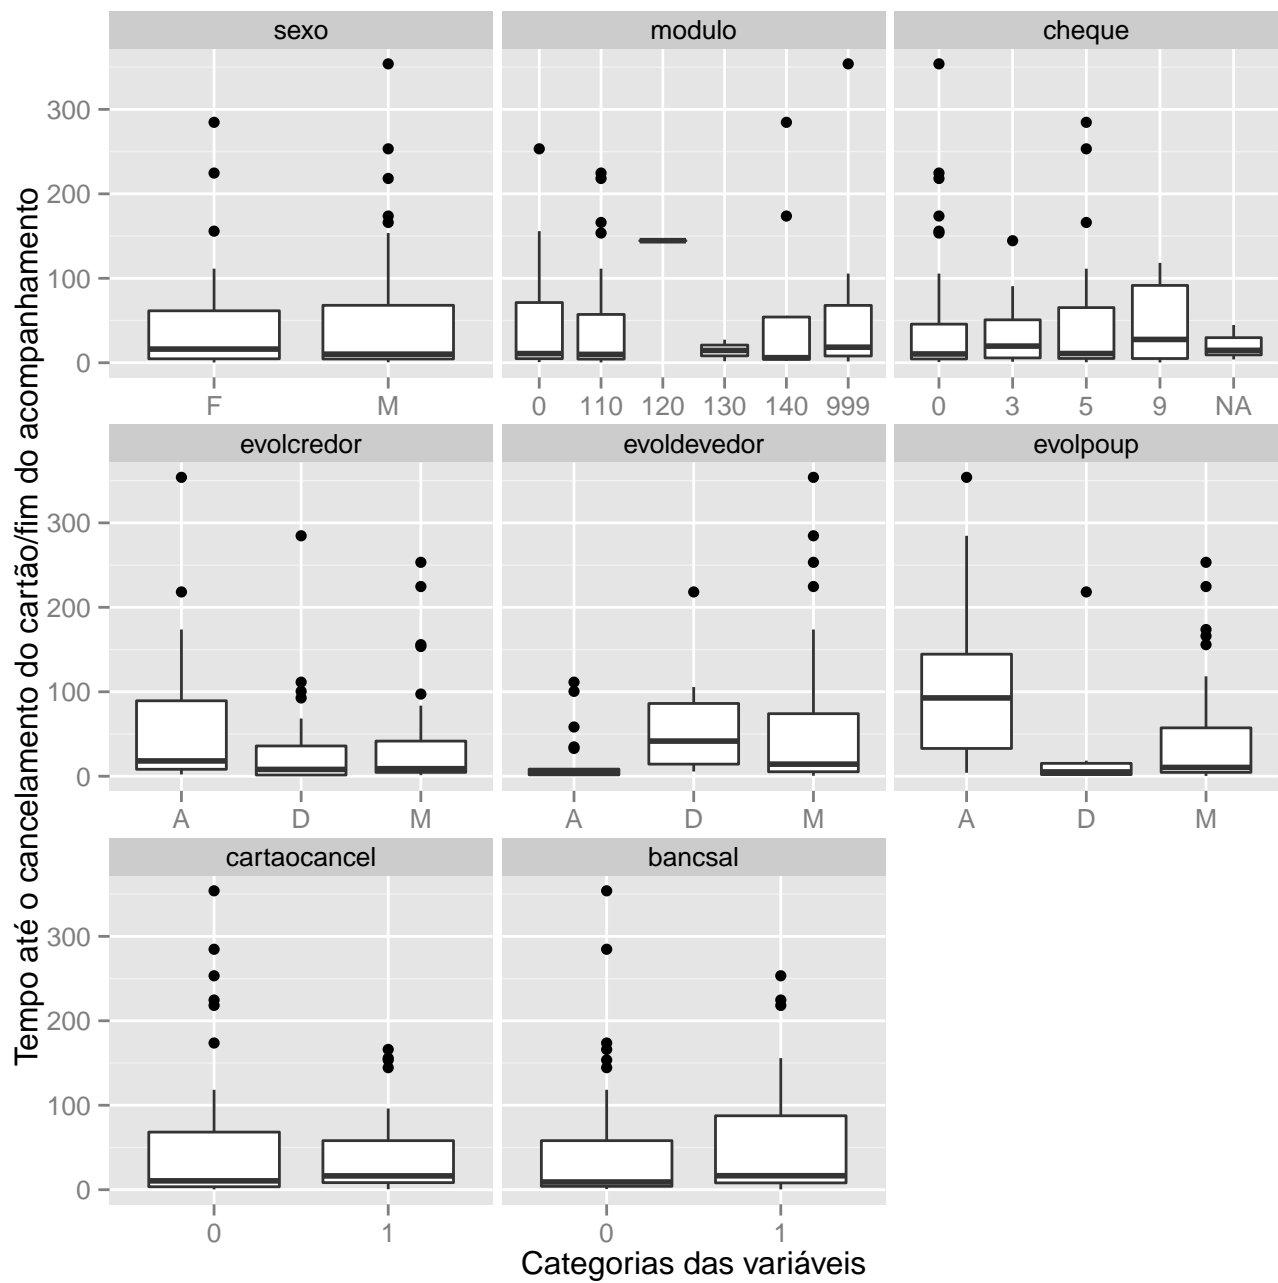 Tempo até o cancelamento do cartão/fim do acompanhamento
sexo modulo cheque
300
200
100
0
F M 0 110 120 130 140 999 0 3 5 9 NA
evolcredor evoldevedor evolpoup
300
200
100
0
A D M A D M A D M
cartaocancel bancsal
300
200
100
0
0 1 0 1
Categorias das variáveis